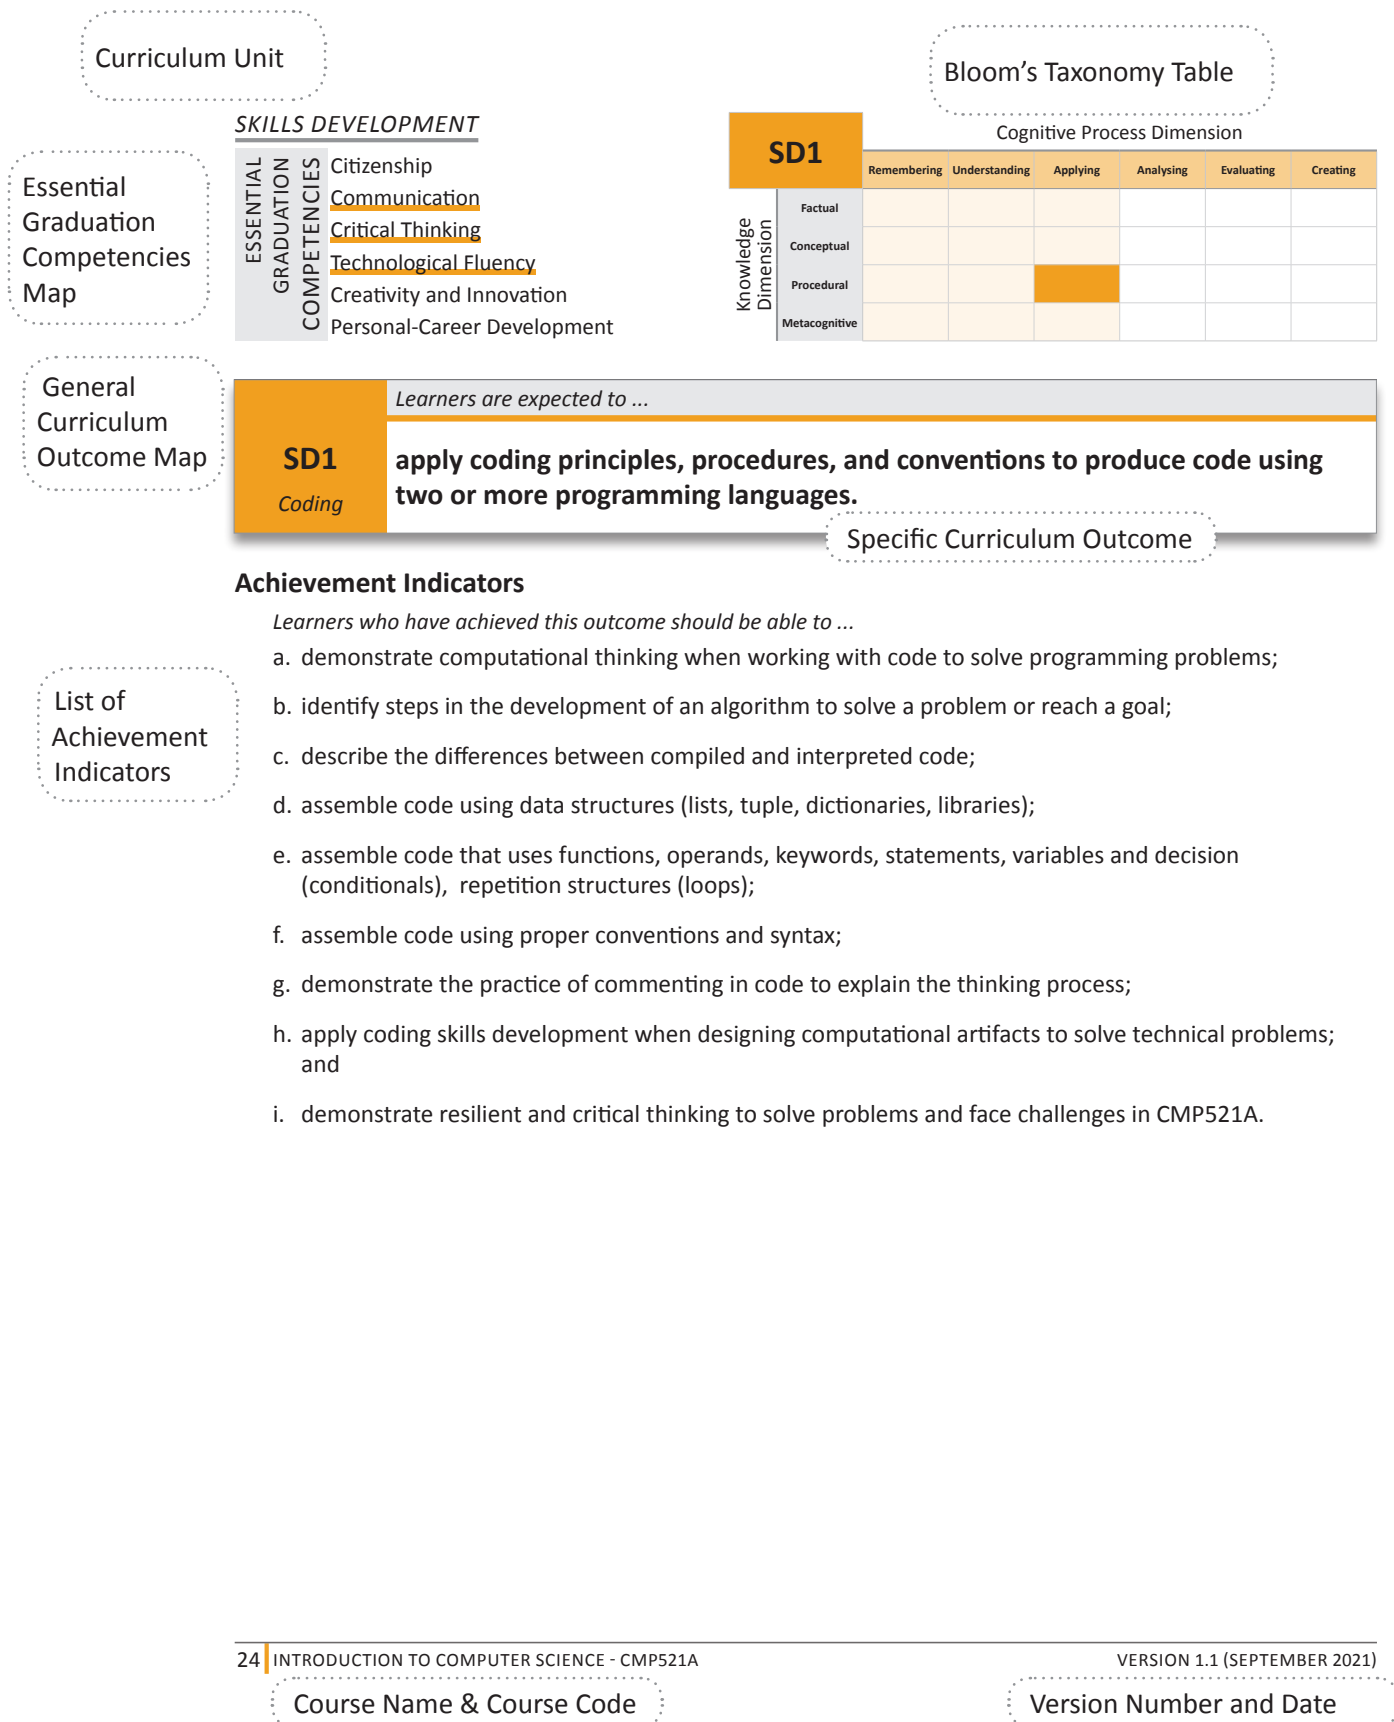 Curriculum Unit
Bloom's Taxonomy Table
SKILLS DEVELOPMENT
Essential
Graduation
Competencies
Map
ESSENTIAL
GRADUATION
COMPETENCIES
Citizenship
Communication
Critical Thinking
Technological Fluency
Creativity and Innovation
Personal-Career Development
SD1
Cognitive Process Dimension
Remembering Understanding Applying Analysing Evaluating Creating
Knowledge
Dimension
Factual
Conceptual
Procedural
Metacognitive
General
Curriculum
Outcome Map
SD1
Coding
Learners are expected to ...
apply coding principles, procedures, and conventions to produce code using
two or more programming languages.
Specific Curriculum Outcome
Achievement Indicators
Learners who have achieved this outcome should be able to ...
List of
Achievement
Indicators
a. demonstrate computational thinking when working with code to solve programming problems;
b. identify steps in the development of an algorithm to solve a problem or reach a goal;
c. describe the differences between compiled and interpreted code;
d. assemble code using data structures (lists, tuple, dictionaries, libraries);
e. assemble code that uses functions, operands, keywords, statements, variables and decision
(conditionals), repetition structures (loops);
f. assemble code using proper conventions and syntax;
g. demonstrate the practice of commenting in code to explain the thinking process;
h. apply coding skills development when designing computational artifacts to solve technical problems;
and
i. demonstrate resilient and critical thinking to solve problems and face challenges in CMP521A.
24 INTRODUCTION TO COMPUTER SCIENCE - CMP521A
VERSION 1.1 (SEPTEMBER 2021)
Course Name & Course Code
Version Number and Date